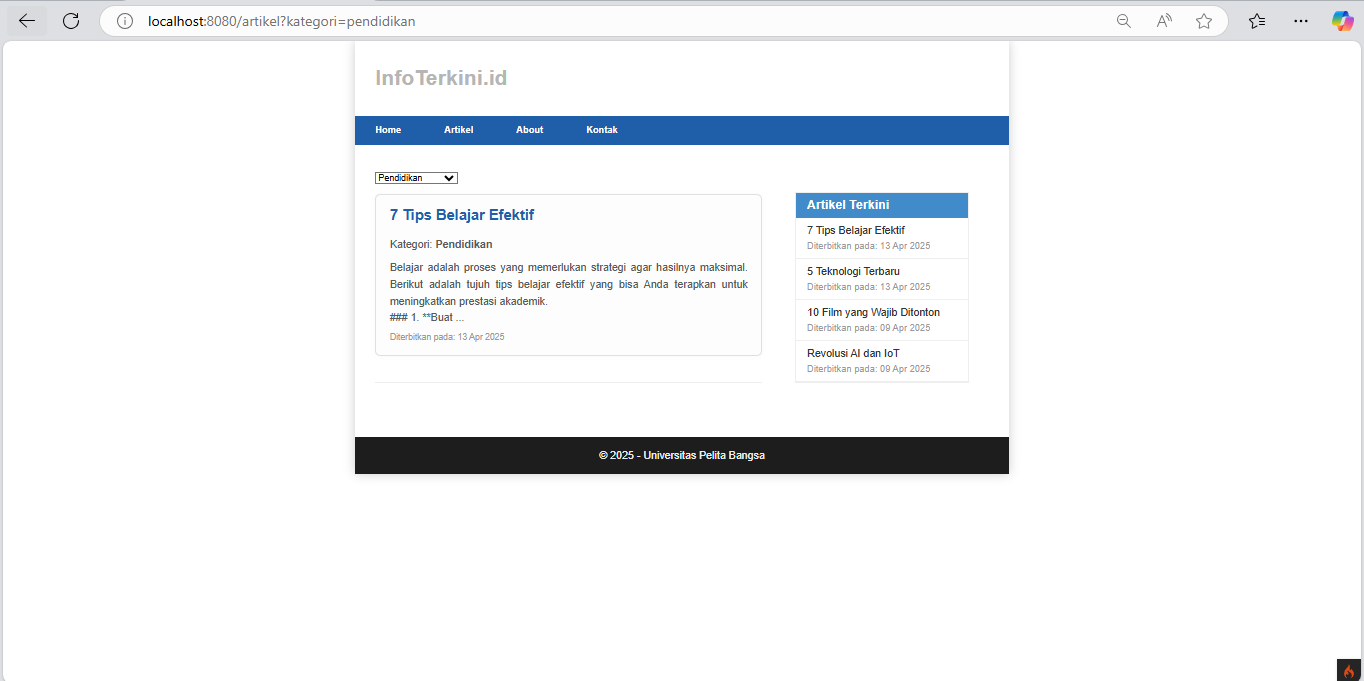 localhost:8080/artikel?kategori=pendidikan
InfoTerkini.id
Home Artikel About Kontak
Pendidikan
7 Tips Belajar Efektif
Kategori: Pendidikan
Belajar adalah proses yang memerlukan strategi agar hasilnya maksimal.
Berikut adalah tujuh tips belajar efektif yang bisa Anda terapkan untuk
meningkatkan prestasi akademik.
### 1. **Buat ...
Diterbitkan pada: 13 Apr 2025
Artikel Terkini
7 Tips Belajar Efektif
Diterbitkan pada: 13 Apr 2025
5 Teknologi Terbaru
Diterbitkan pada: 13 Apr 2025
10 Film yang Wajib Ditonton
Diterbitkan pada: 09 Apr 2025
Revolusi AI dan IoT
Diterbitkan pada: 09 Apr 2025
© 2025 - Universitas Pelita Bangsa